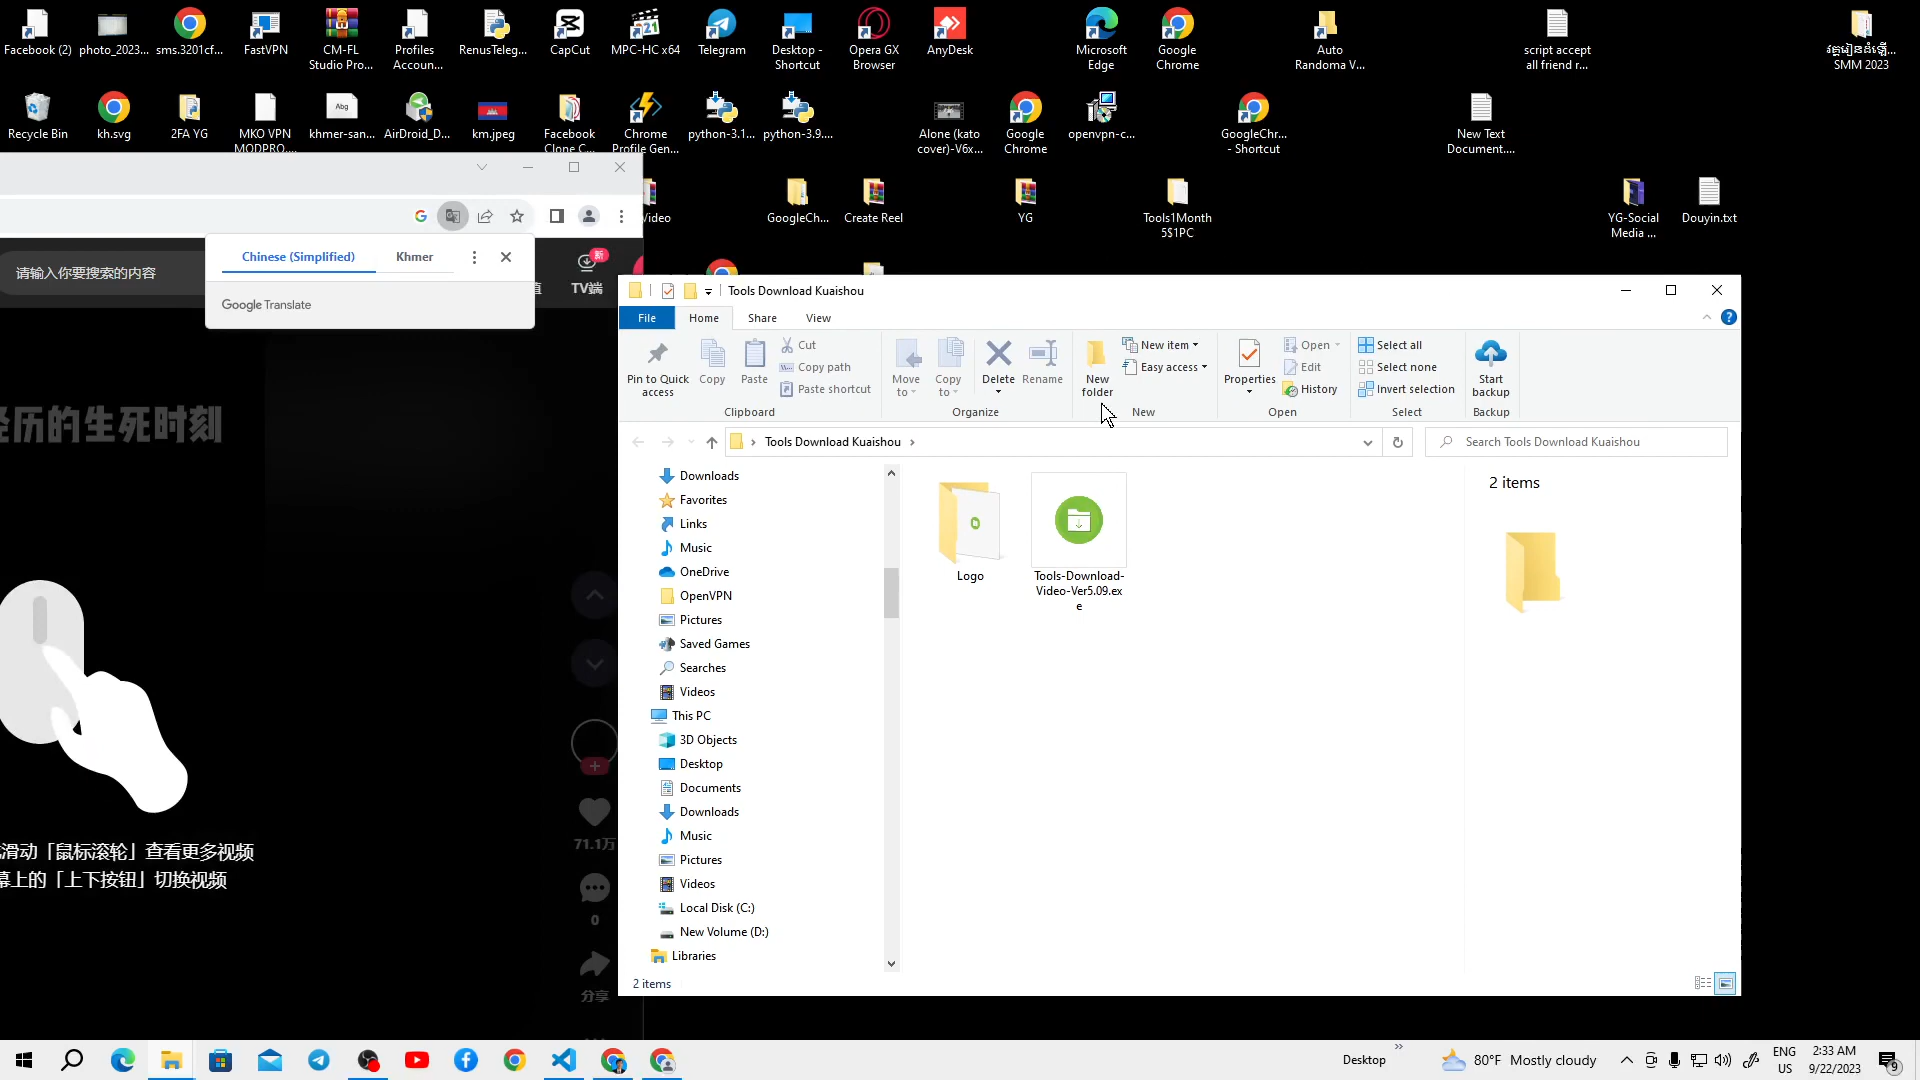 Facebook (2)
photo_2023...
sms.3201cf...
FastVPN
CM-FL
Studio Pro...
Profiles
Accoun...
RenusTeleg...
CapCut
MPC-HC x64
Telegram
Desktop -
Shortcut
Opera GX
Browser
AnyDesk
Microsoft
Edge
Google
Chrome
Auto
Randoma V...
script accept
all friend r...
SMM 2023
Recycle Bin
kh.svg
2FA YG
MKO VPN
MODPRO....
khmer-san...
AirDroid_D...
km.jpeg
Facebook
Clone C...
Chrome
Profile Gen...
python-3.1...
python-3.9....
Alone (kato
cover)-V6x...
Google
Chrome
openvpn-c...
GoogleChr...
- Shortcut
New Text
Document....
Video
GoogleCh...
Create Reel
YG
Tools1Month
5$1PC
YG-Social
Media ...
Douyin.txt
Abg
Chinese (Simplified)
Khmer
Google Translate
请输入你要搜索的内容
值
新
TV端
历的生死时刻
71.1万
0
分享
滑动「鼠标滚轮」查看更多视频
幕上的「上下按钮」切换视频
Tools Download Kuaishou
File
Home
Share
View
Pin to Quick
access
Copy
Paste
Cut
Copy path
Paste shortcut
Clipboard
Move
to
Copy
to
Delete
Rename
Organize
New
folder
New item
Easy access
New
Properties
Open
Edit
History
Open
Select all
Select none
Invert selection
Select
Start
backup
Backup
Tools Download Kuaishou
Search Tools Download Kuaishou
Downloads
Favorites
Links
Music
OneDrive
OpenVPN
Pictures
Saved Games
Searches
Videos
This PC
3D Objects
Desktop
Documents
Downloads
Music
Pictures
Videos
Local Disk (C:)
New Volume (D:)
Libraries
Logo
Tools-Download-
Video-Ver5.09.ex
e
2 items
2 items
Desktop
80°F Mostly cloudy
ENG
US
2:33 AM
9/22/2023
9